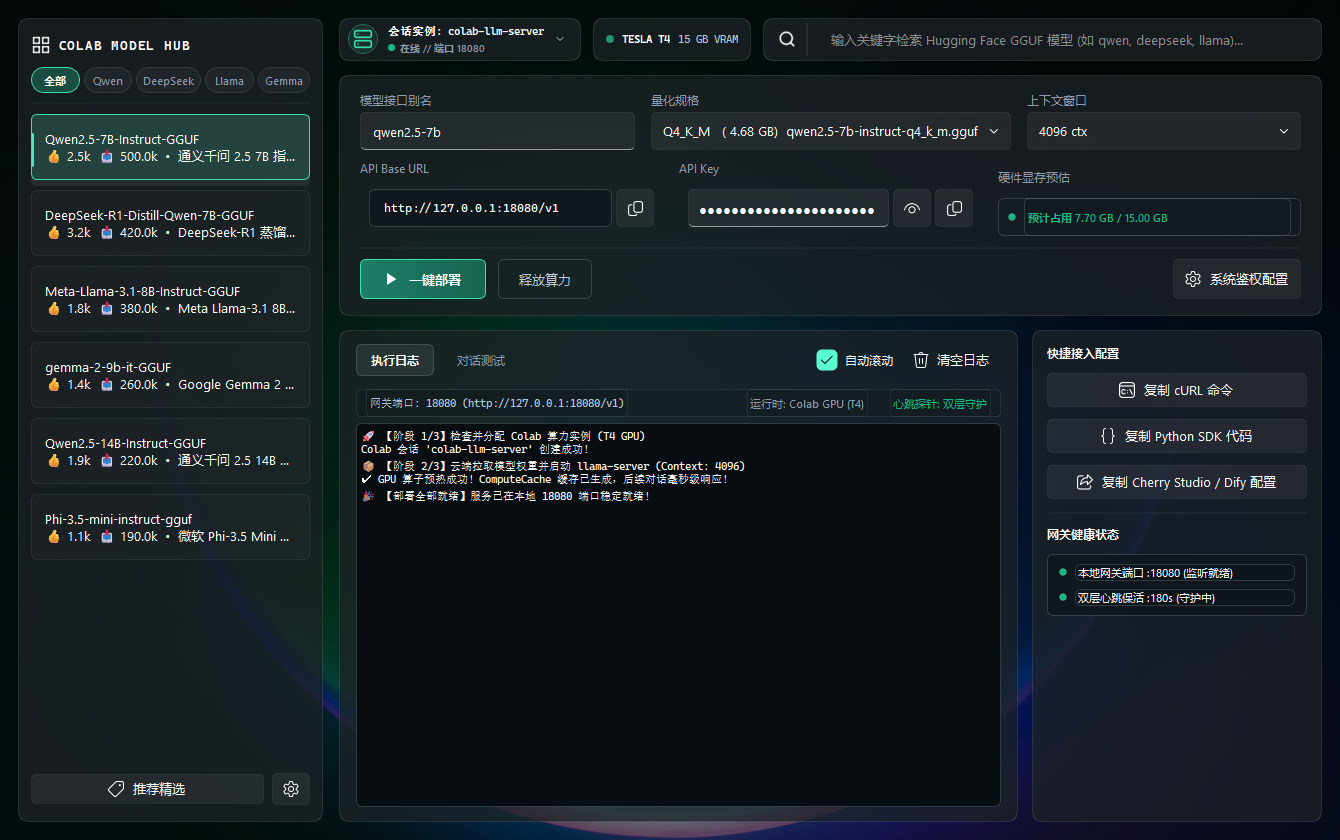 COLAB MODEL HUB
全部
Qwen
DeepSeek
Llama
Gemma
Qwen2.5-7B-Instruct-GGUF
👍 2.5k 📥 500.0k • 通义千问 2.5 7B 指...
DeepSeek-R1-Distill-Qwen-7B-GGUF
👍 3.2k 📥 420.0k • DeepSeek-R1 蒸馏...
Meta-Llama-3.1-8B-Instruct-GGUF
👍 1.8k 📥 380.0k • Meta Llama-3.1 8B...
gemma-2-9b-it-GGUF
👍 1.4k 📥 260.0k • Google Gemma 2 ...
Qwen2.5-14B-Instruct-GGUF
👍 1.9k 📥 220.0k • 通义千问 2.5 14B ...
Phi-3.5-mini-instruct-gguf
👍 1.1k 📥 190.0k • 微软 Phi-3.5 Mini ...
推荐精选
会话实例: colab-llm-server
在线 // 端口 18080
TESLA T4 15 GB VRAM
输入关键字检索 Hugging Face GGUF 模型 (如 qwen, deepseek, llama)...
模型接口别名
量化规格
上下文窗口
qwen2.5-7b
Q4_K_M ( 4.68 GB) qwen2.5-7b-instruct-q4_k_m.gguf
4096 ctx
API Base URL
API Key
硬件显存预估
http://127.0.0.1:18080/v1
●●●●●●●●●●●●●●●●●●●●●●
预计占用 7.70 GB / 15.00 GB
一键部署
释放算力
系统鉴权配置
执行日志
对话测试
自动滚动
清空日志
网关端口: 18080 (http://127.0.0.1:18080/v1)
运行时: Colab GPU (T4)
心跳探针: 双层守护
🚀 【阶段 1/3】检查并分配 Colab 算力实例 (T4 GPU)
Colab 会话 'colab-llm-server' 创建成功!
📦 【阶段 2/3】云端拉取模型权重并启动 llama-server (Context: 4096)
✔ GPU 算子预热成功! ComputeCache 缓存已生成, 后续对话毫秒级响应!
🎉 【部署全部就绪】服务已在本地 18080 端口稳定就绪!
快捷接入配置
复制 cURL 命令
{} 复制 Python SDK 代码
复制 Cherry Studio / Dify 配置
网关健康状态
本地网关端口 :18080 (监听就绪)
双层心跳保活 :180s (守护中)